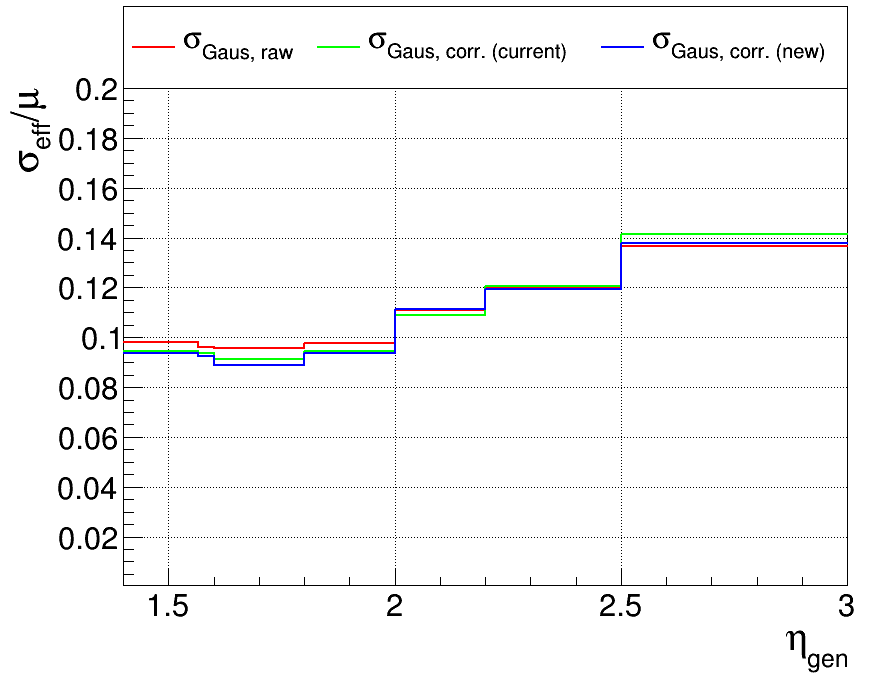 σGaus, raw σGaus, corr. (current) σGaus, corr. (new)
σeff/μ
0.2
0.18
0.16
0.14
0.12
0.1
0.08
0.06
0.04
0.02
1.5 2 2.5 3
ηgen